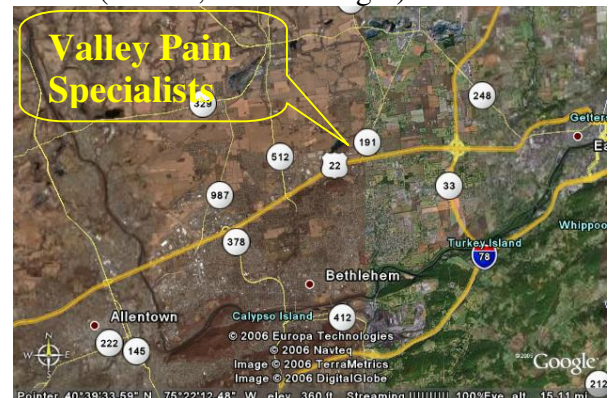 Valley Pain
Specialists
329
248
191
512
22
33
987
378
Turkey Island
78
Bethlehem
Allentown
Calypso Island
412
222
145
N
W
E
S
© 2006 Europa Technologies
© 2006 Navteq
Image © 2006 TerraMetrics
Image © 2006 DigitalGlobe
©2005 Google
212
Pointer 40°39'33.59" N 75°22'12.48" W elev 360 ft Streaming |||||||||| 100% Eye alt 15.11 mi